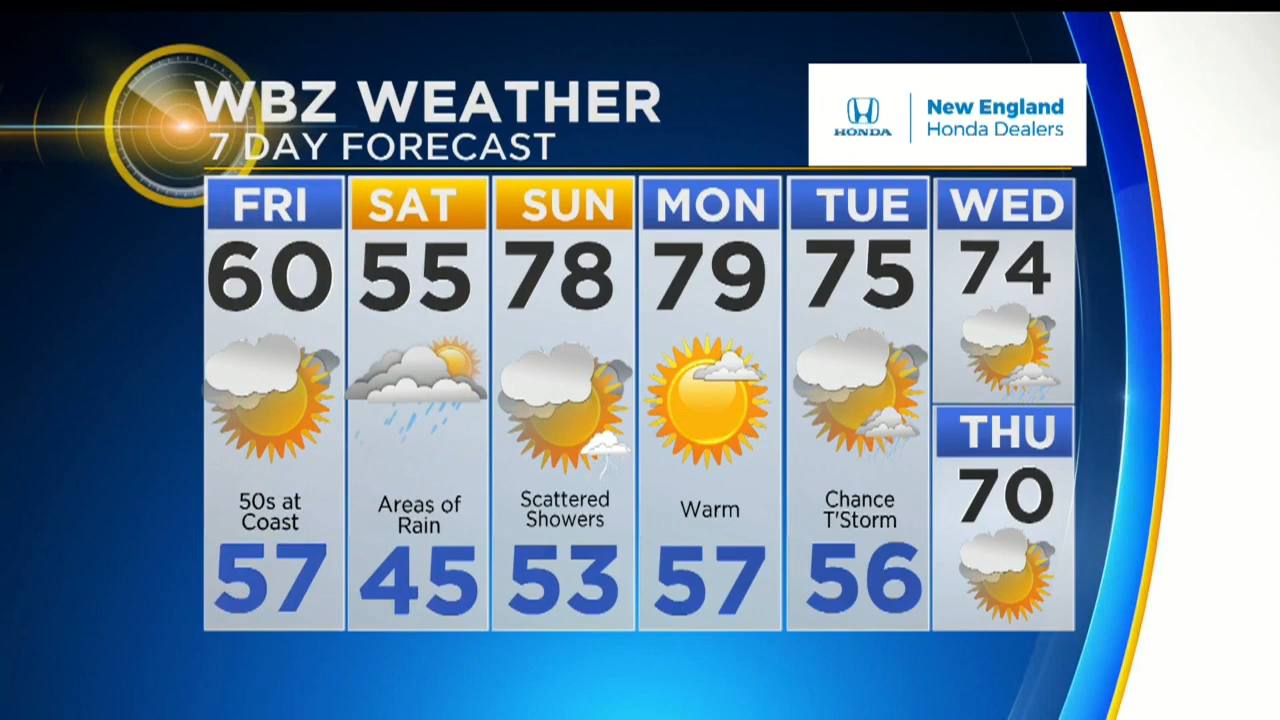 WBZ WEATHER
7 DAY FORECAST
HONDA
New England
Honda Dealers
FRI
60
50s at
Coast
57
SAT
55
Areas of
Rain
45
SUN
78
Scattered
Showers
53
MON
79
Warm
57
TUE
75
Chance
T'Storm
56
WED
74
THU
70